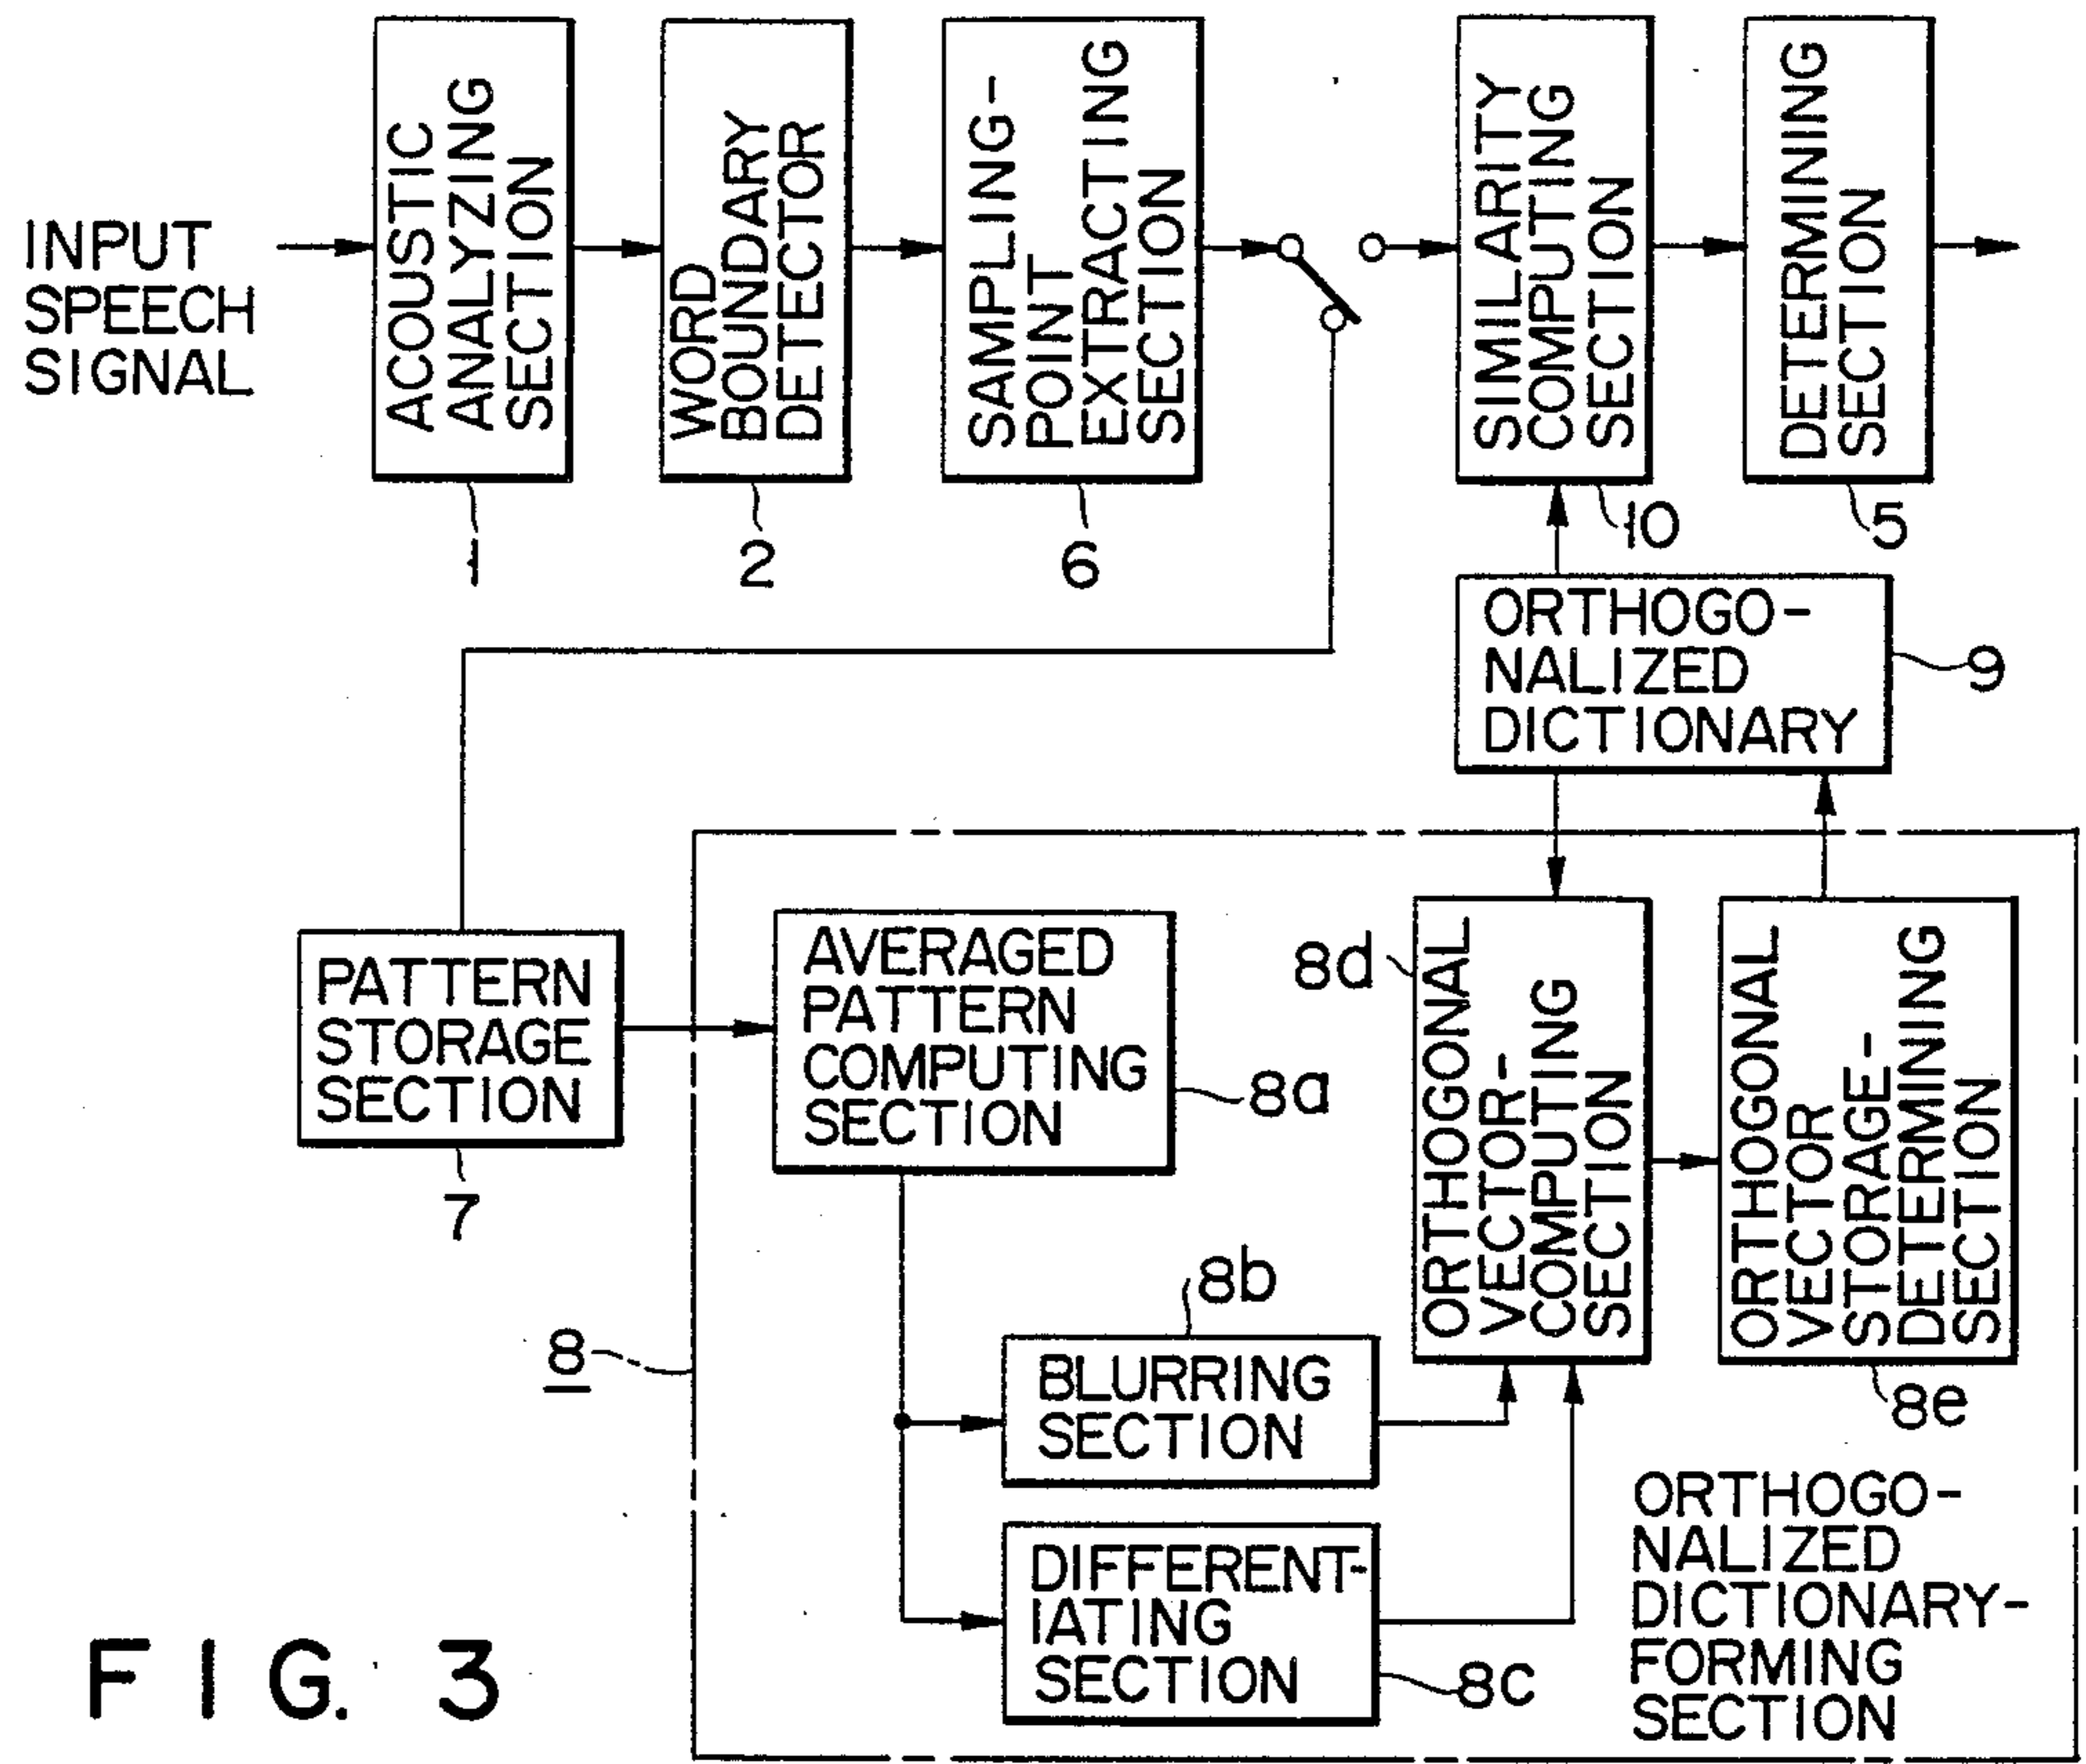 INPUT
SPEECH
SIGNAL
ACOUSTIC
ANALYZING
SECTION
1
WORD
BOUNDARY
DETECTOR
2
SAMPLING-
POINT
EXTRACTING
SECTION
6
SIMILARITY
COMPUTING
SECTION
10
DETERMINING
SECTION
5
ORTHOGO-
NALIZED
DICTIONARY
9
PATTERN
STORAGE
SECTION
7
AVERAGED
PATTERN
COMPUTING
SECTION
8a
8d
ORTHOGONAL
VECTOR-
COMPUTING
SECTION
ORTHOGONAL
VECTOR
STORAGE-
DETERMINING
SECTION
8e
8
8b
BLURRING
SECTION
DIFFERENT-
IATING
SECTION
8c
ORTHOGO-
NALIZED
DICTIONARY-
FORMING
SECTION
FIG. 3